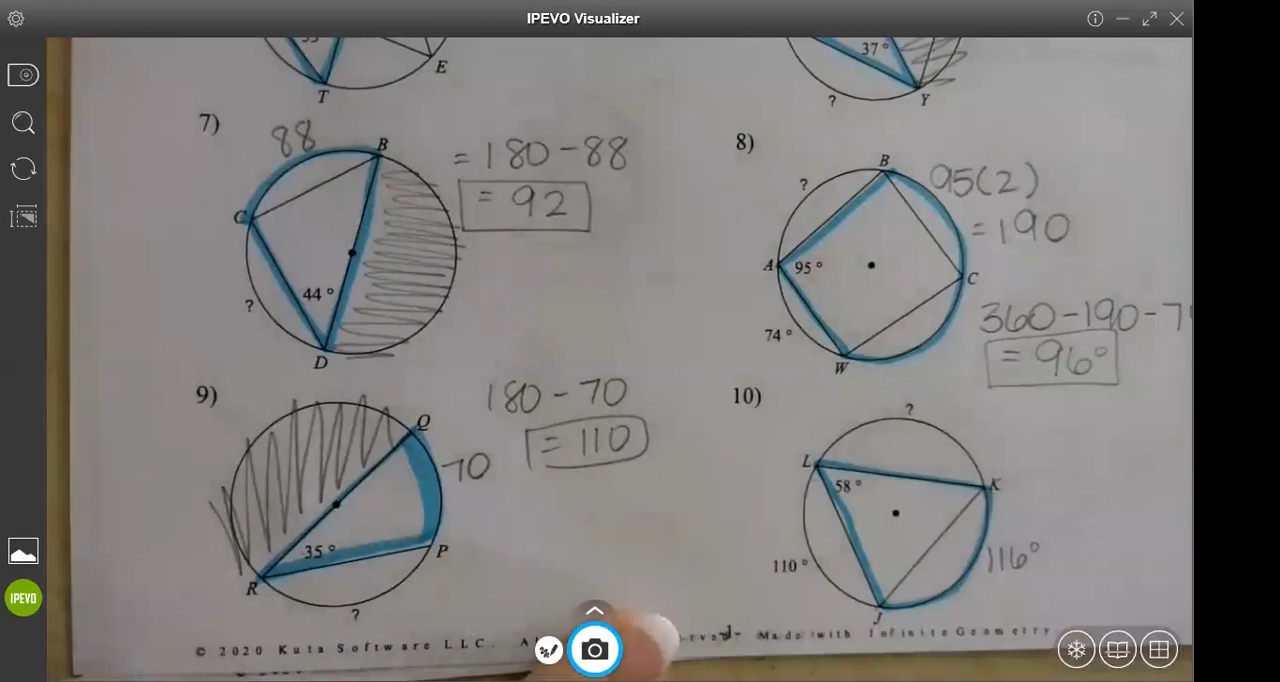 IPEVO Visualizer
35°
E
T
37°
?
Y
7)
88
B
= 180 - 88
= 92
C
44°
?
D
8)
B
?
95(2)
= 190
A
95°
C
74°
W
360 - 190 - 7
= 96°
9)
Q
180 - 70
= 110
70
35°
P
R
?
10)
?
L
58°
K
110°
116°
J
IPEVO
© 2020 Kuta Software LLC.
Made with Infinite Geometry